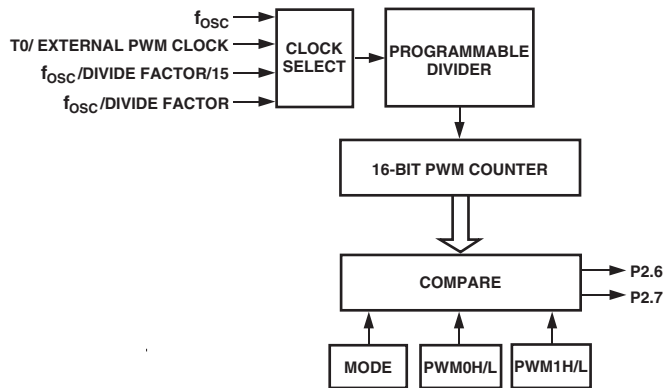 fOSC
T0/ EXTERNAL PWM CLOCK
fOSC/DIVIDE FACTOR/15
fOSC/DIVIDE FACTOR
CLOCK
SELECT
PROGRAMMABLE
DIVIDER
16-BIT PWM COUNTER
COMPARE
P2.6
P2.7
MODE
PWM0H/L
PWM1H/L